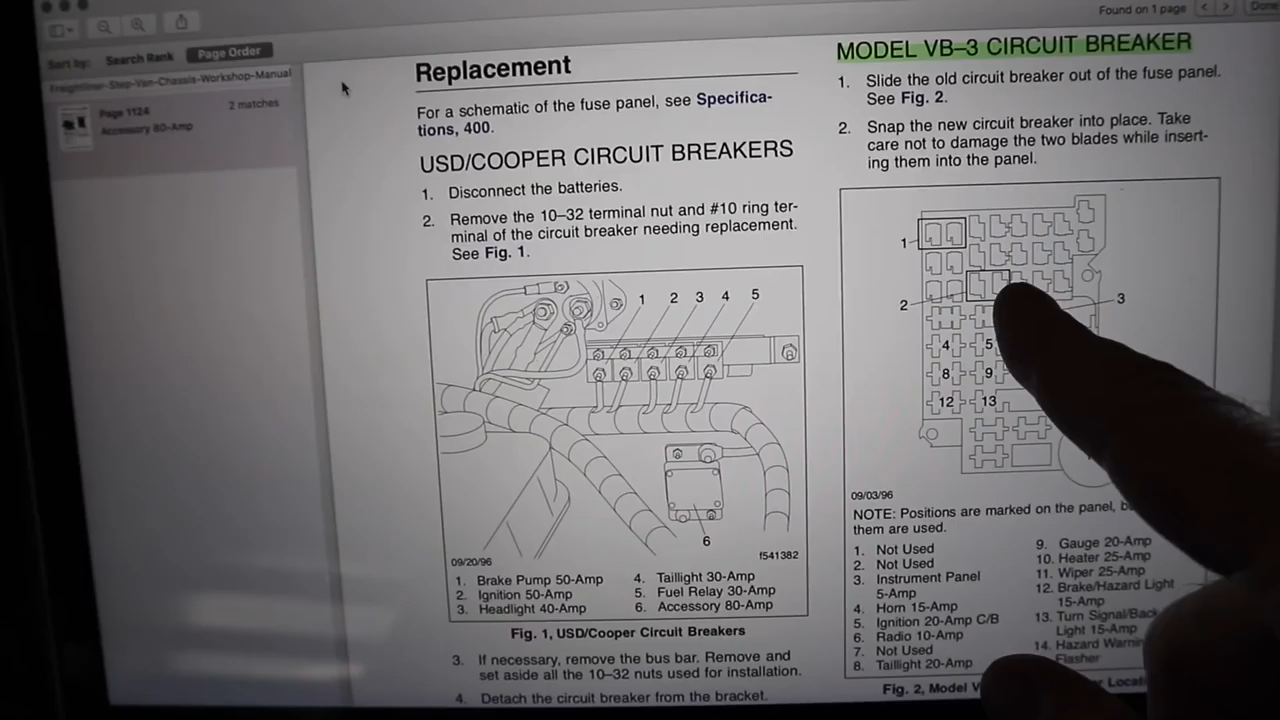 Found on 1 page
Done
Sort by:
Search Rank
Page Order
Freightliner-Step-Van-Chassis-Workshop-Manual
Page 1124
2 matches
Accessory 80-Amp
Replacement
For a schematic of the fuse panel, see Specifica-
tions, 400.
USD/COOPER CIRCUIT BREAKERS
1. Disconnect the batteries.
2. Remove the 10–32 terminal nut and #10 ring ter-
minal of the circuit breaker needing replacement.
See Fig. 1.
1 2 3 4 5
6
09/20/96
f541382
1. Brake Pump 50-Amp
2. Ignition 50-Amp
3. Headlight 40-Amp
4. Taillight 30-Amp
5. Fuel Relay 30-Amp
6. Accessory 80-Amp
Fig. 1, USD/Cooper Circuit Breakers
3. If necessary, remove the bus bar. Remove and
set aside all the 10–32 nuts used for installation.
4. Detach the circuit breaker from the bracket.
MODEL VB–3 CIRCUIT BREAKER
1. Slide the old circuit breaker out of the fuse panel.
See Fig. 2.
2. Snap the new circuit breaker into place. Take
care not to damage the two blades while insert-
ing them into the panel.
1
2
3
4 5
8 9
12 13
09/03/96
NOTE: Positions are marked on the panel,
them are used.
1. Not Used
2. Not Used
3. Instrument Panel
5-Amp
4. Horn 15-Amp
5. Ignition 20-Amp C/B
6. Radio 10-Amp
7. Not Used
8. Taillight 20-Amp
9. Gauge 20-Amp
10. Heater 25-Amp
11. Wiper 25-Amp
12. Brake/Hazard Light
15-Amp
13. Turn Signal/Back
Light 15-Amp
14. Hazard
Flasher
Fig. 2, Model